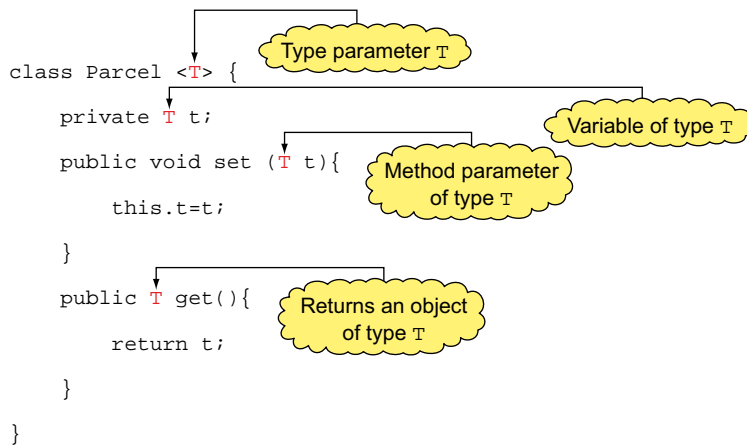 Type parameter T
class Parcel <T> {
private T t;
Variable of type T
public void set (T t){
Method parameter
of type T
this.t=t;
}
public T get(){
Returns an object
of type T
return t;
}
}